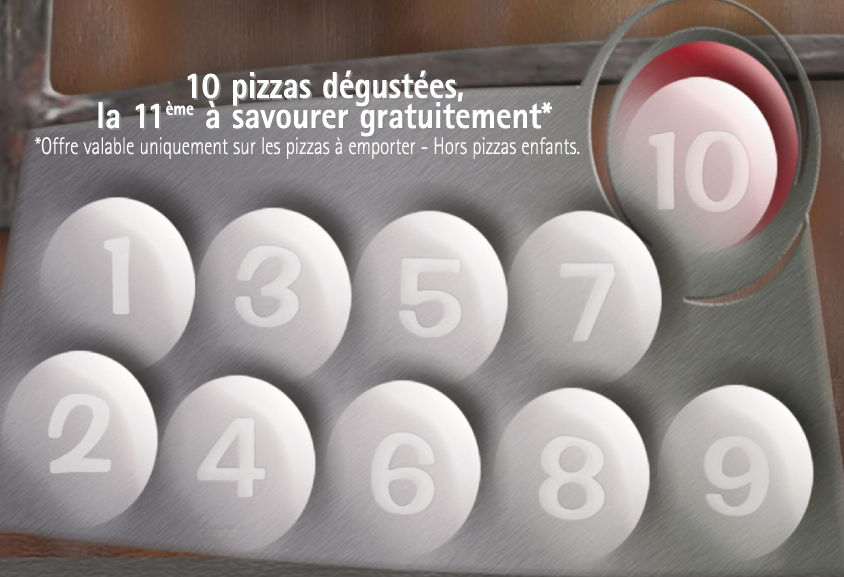 10 pizzas dégustées,
la 11ème à savourer gratuitement*
*Offre valable uniquement sur les pizzas à emporter - Hors pizzas enfants.
10
1 3 5 7
2 4 6 8 9